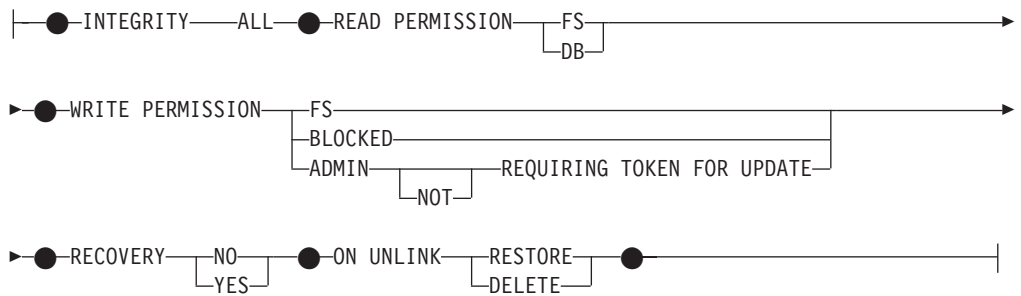 INTEGRITY ALL READ PERMISSION FS
DB
WRITE PERMISSION FS
BLOCKED
ADMIN REQUIRING TOKEN FOR UPDATE
NOT
RECOVERY NO ON UNLINK RESTORE
YES DELETE